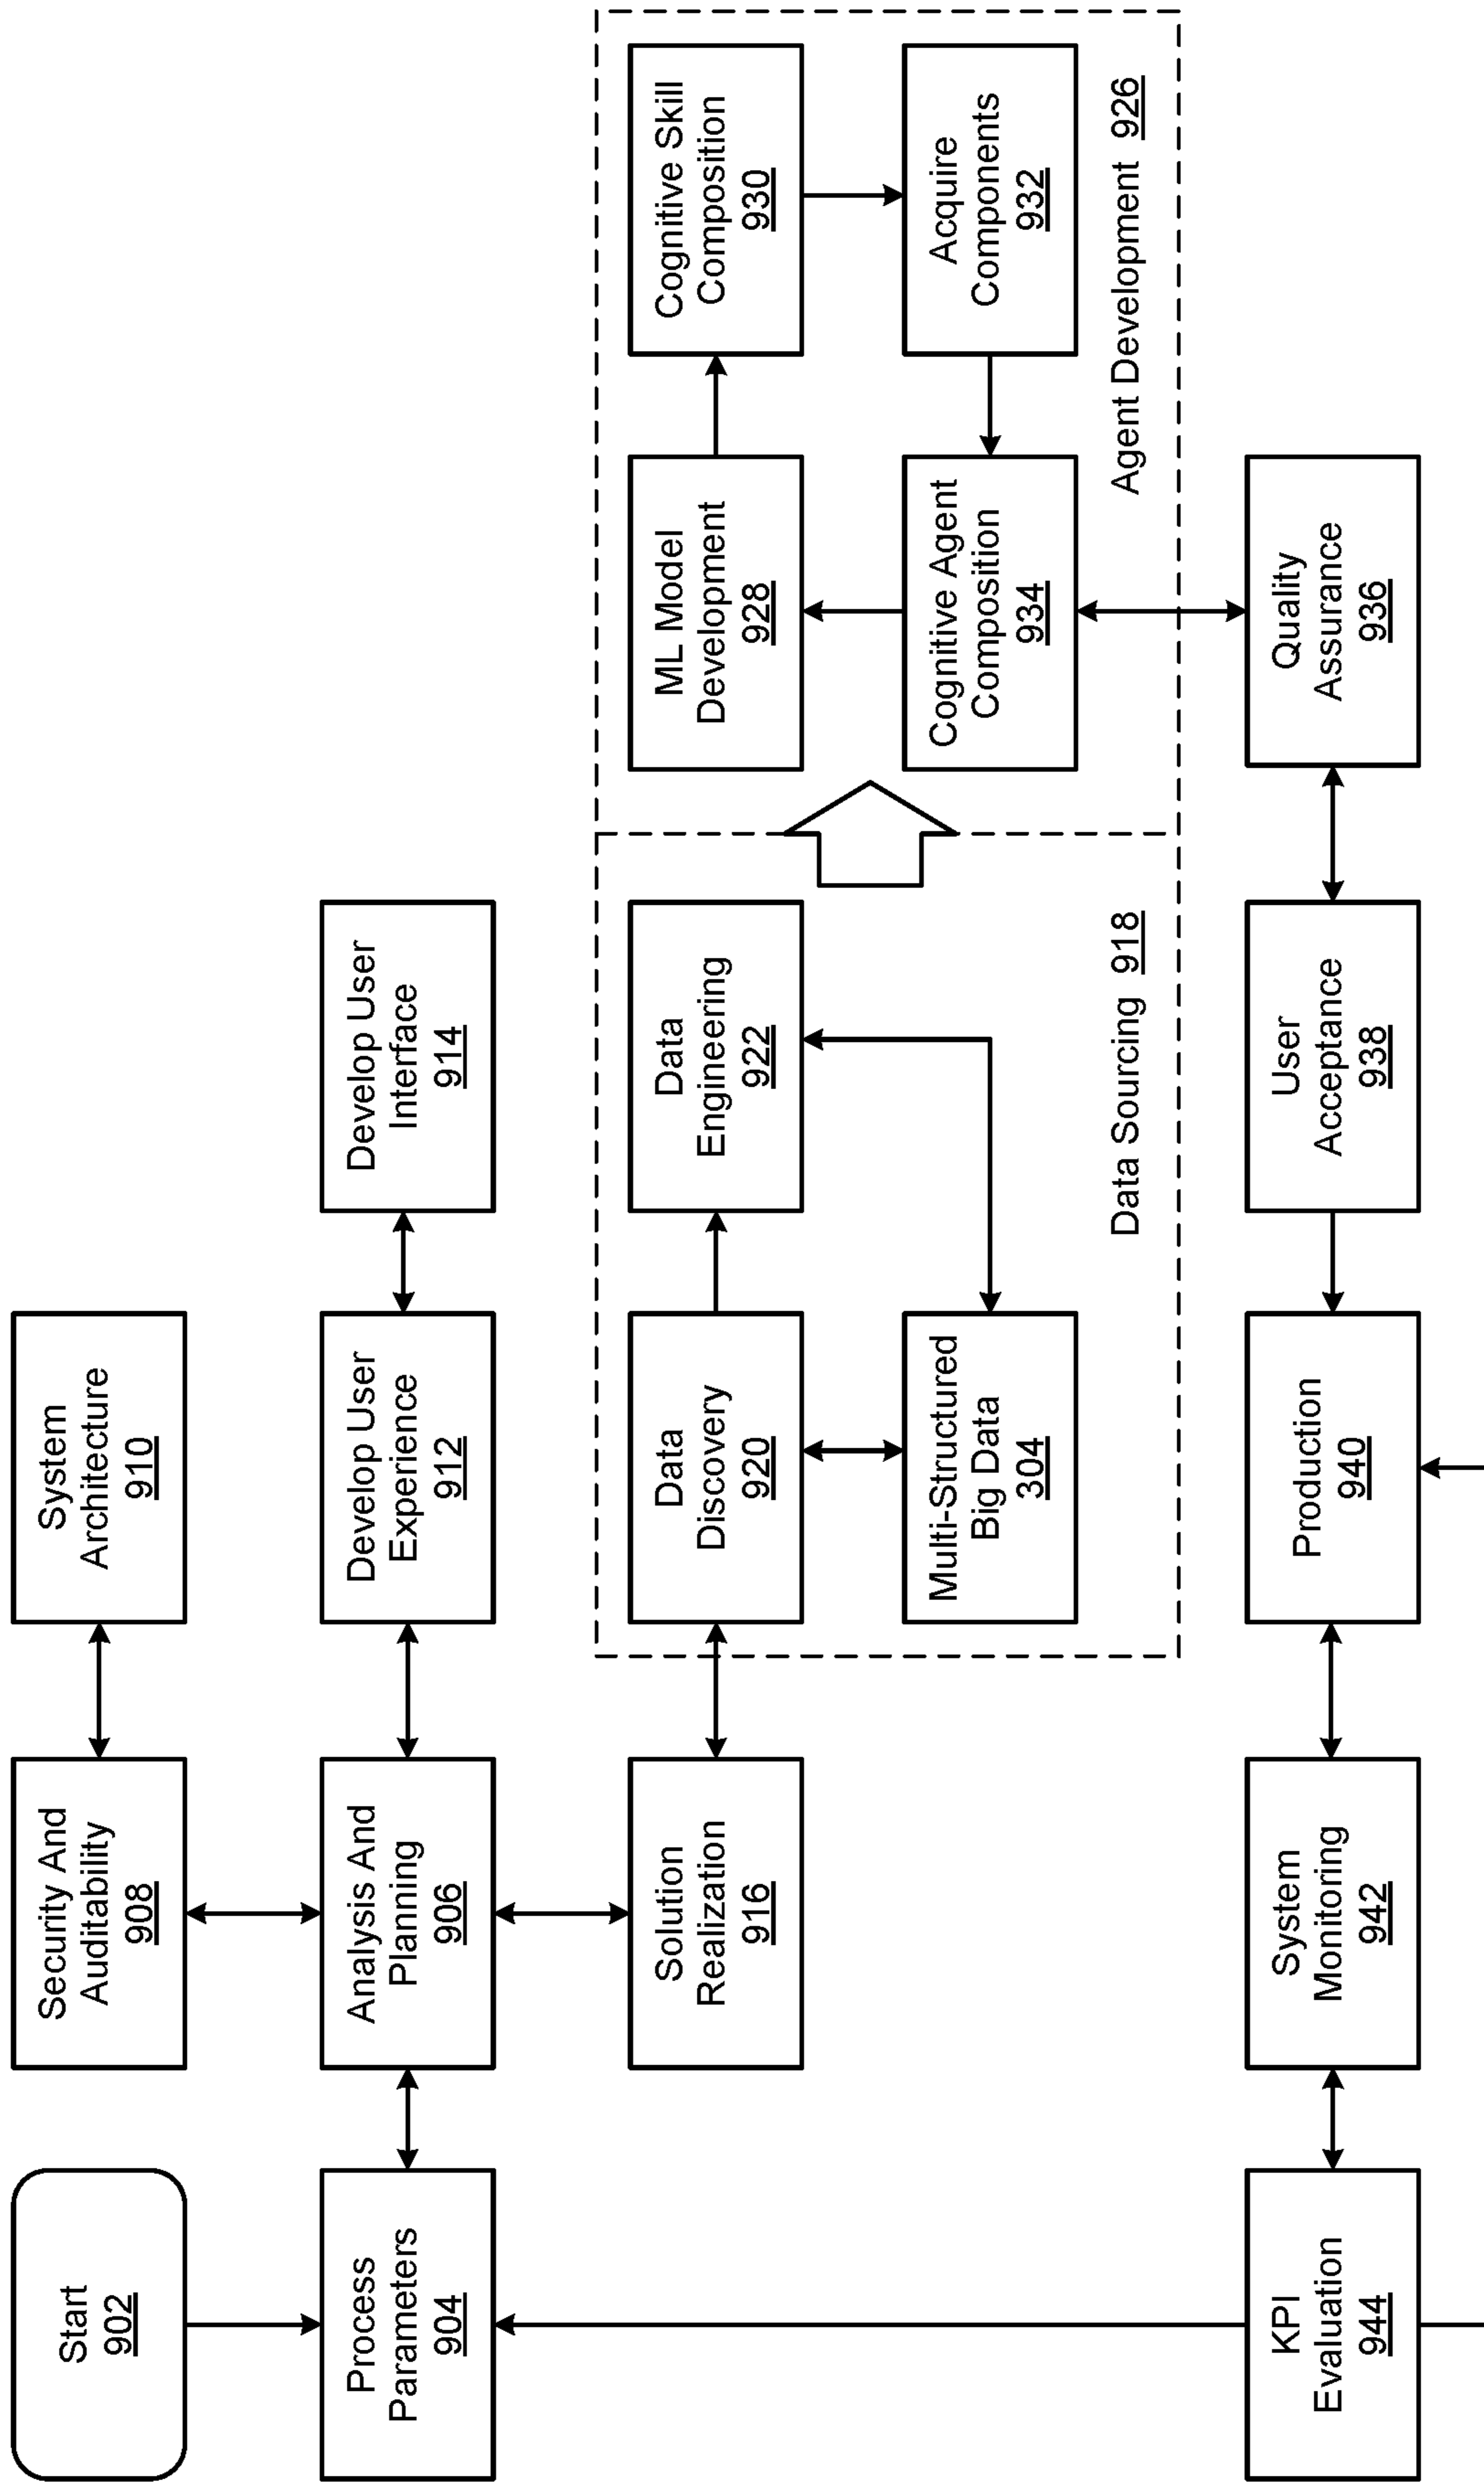 Start
902
Security And
Auditability
908
System
Architecture
910
Process
Parameters
904
Analysis And
Planning
906
Develop User
Experience
912
Develop User
Interface
914
Solution
Realization
916
Data
Discovery
920
Data
Engineering
922
ML Model
Development
928
Cognitive Skill
Composition
930
Multi-Structured
Big Data
304
Cognitive Agent
Composition
934
Acquire
Components
932
Data Sourcing 918
Agent Development 926
KPI
Evaluation
944
System
Monitoring
942
Production
940
User
Acceptance
938
Quality
Assurance
936